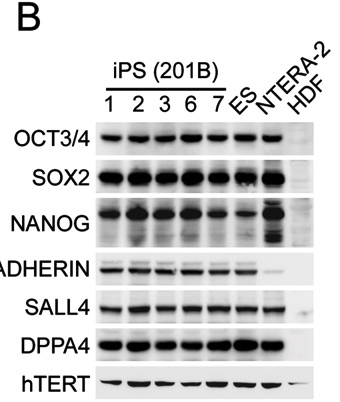 B
iPS (201B)
1 2 3 6 7 ES NTERA-2 HDF
OCT3/4
SOX2
NANOG
ADHERIN
SALL4
DPPA4
hTERT